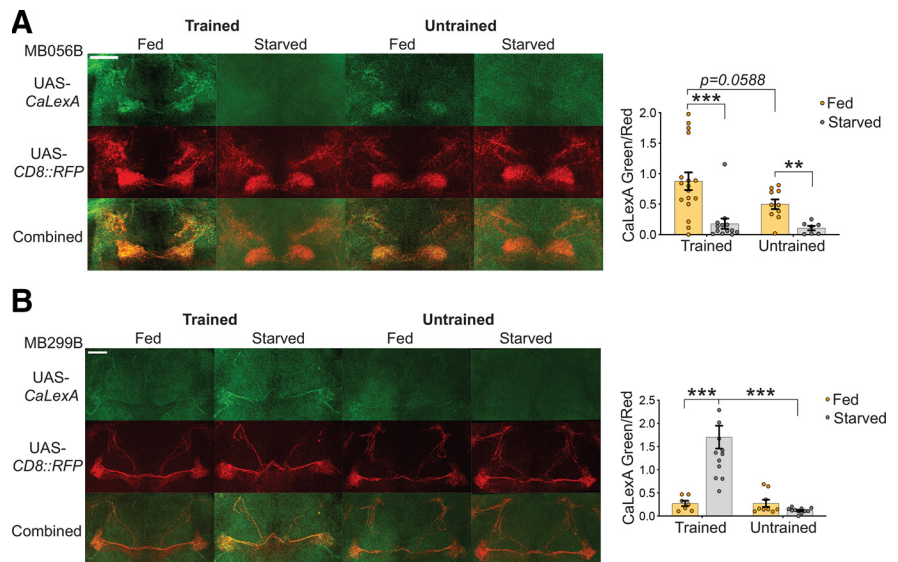 A
Trained
Untrained
MB056B
Fed
Starved
Fed
Starved
UAS-
CaLexA
UAS-
CD8::RFP
Combined
p=0.0588
***
**
Fed
Starved
CaLexA Green/Red
2.0
1.5
1.0
0.5
0.0
Trained
Untrained
B
Trained
Untrained
MB299B
Fed
Starved
Fed
Starved
UAS-
CaLexA
UAS-
CD8::RFP
Combined
***
***
Fed
Starved
CaLexA Green/Red
2.5
2.0
1.5
1.0
0.5
0.0
Trained
Untrained